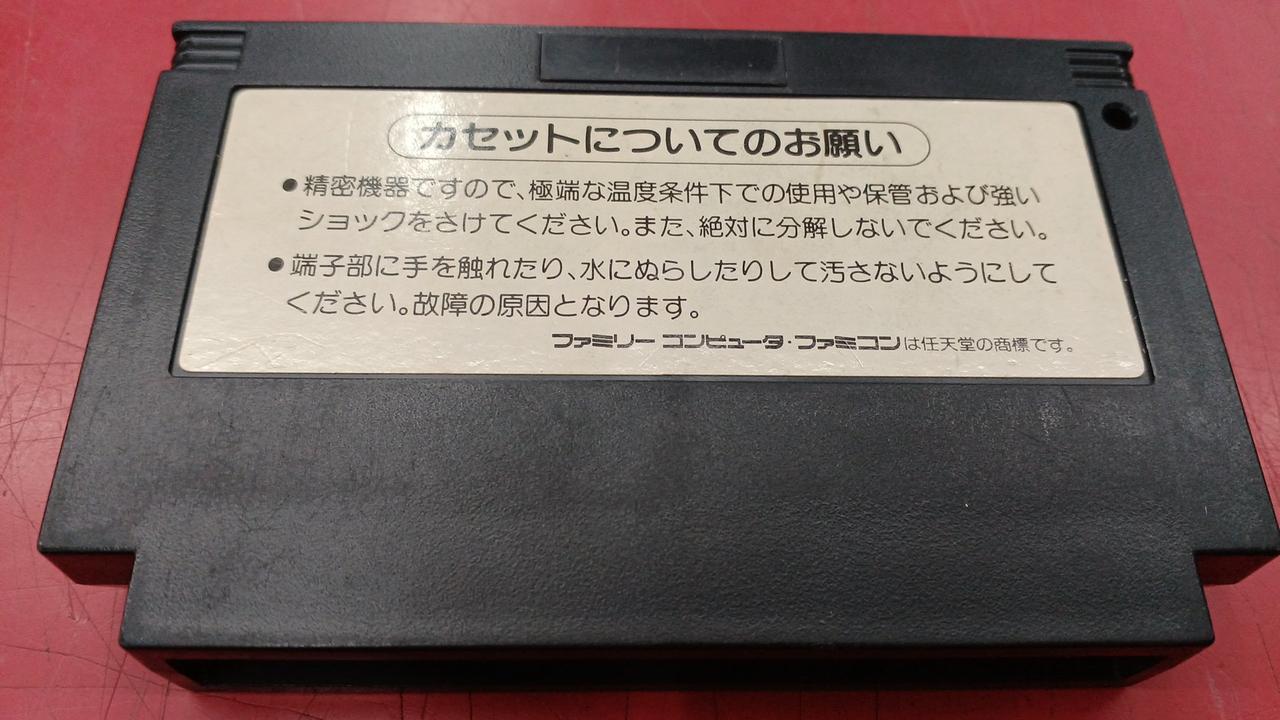 カセットについてのお願い
●精密機器ですので、極端な温度条件下での使用や保管および強い
ショックをさけてください。また、絶対に分解しないでください。
●端子部に手を触れたり、水にぬらしたりして汚さないようにして
ください。故障の原因となります。
ファミリー コンピュータ・ファミコンは任天堂の商標です。